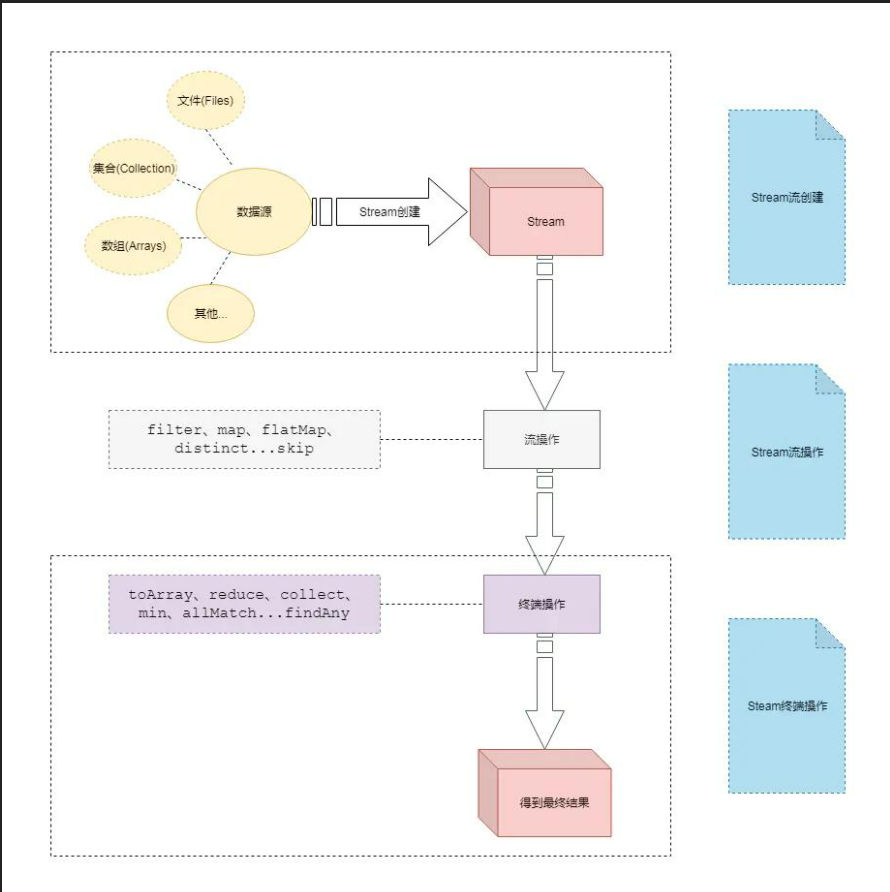 文件(Files)
集合(Collection)
数据源
数组(Arrays)
其他...
Stream创建
Stream
Stream流创建
filter、map、flatMap、
distinct...skip
流操作
Stream流操作
toArray、reduce、collect、
min、allMatch...findAny
终端操作
Steam终端操作
得到最终结果